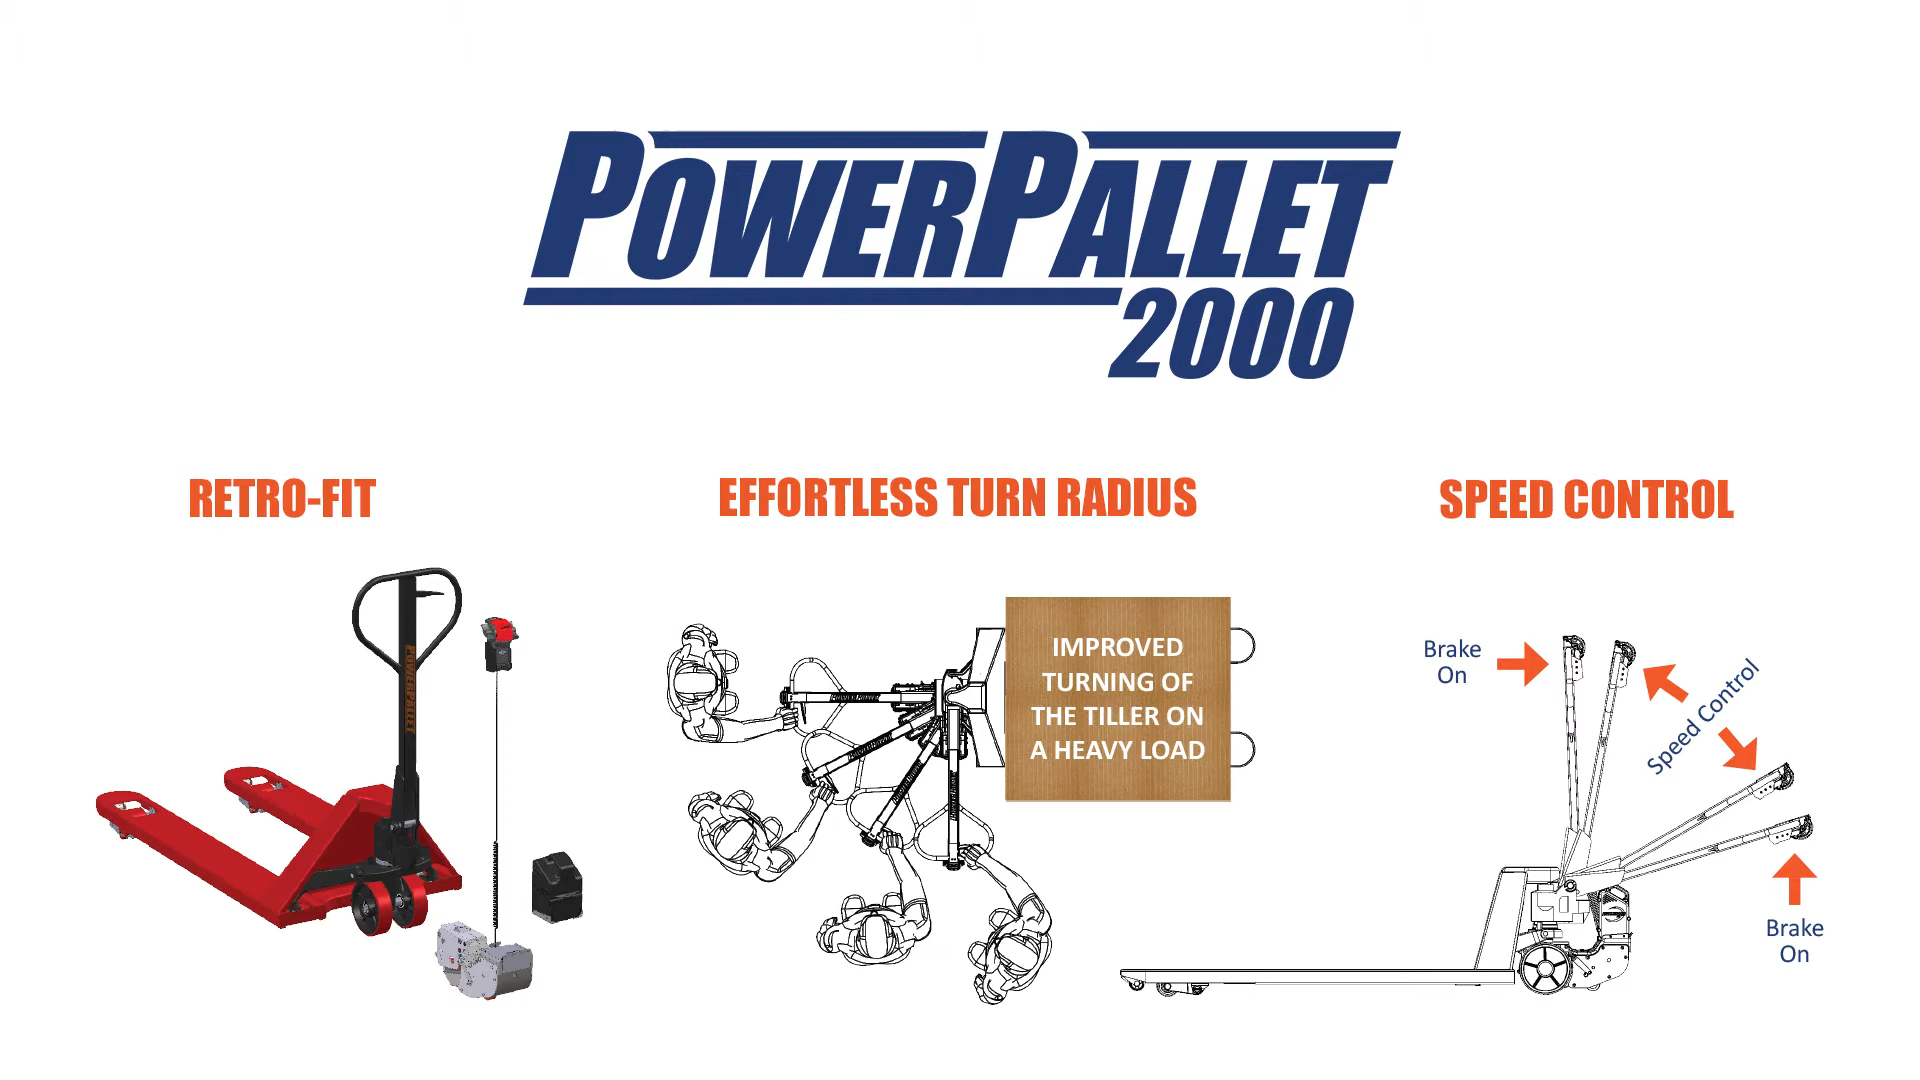 POWERPALLET
2000
RETRO-FIT
EFFORTLESS TURN RADIUS
SPEED CONTROL
POWERPALLET
IMPROVED
TURNING OF
THE TILLER ON
A HEAVY LOAD
Brake
On
Speed Control
Brake
On